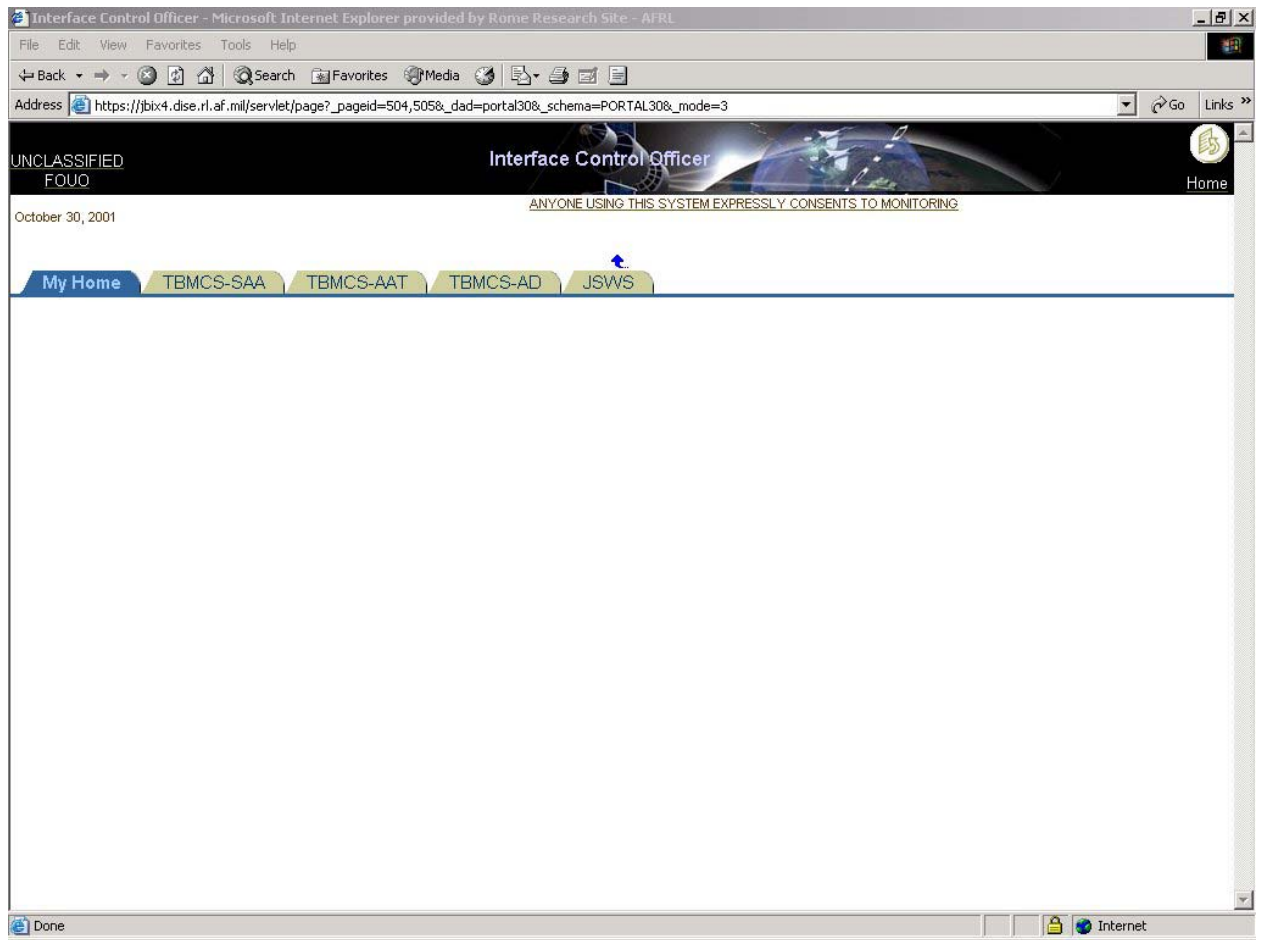 Interface Control Officer - Microsoft Internet Explorer provided by Rome Research Site - AFRL
File Edit View Favorites Tools Help
Back Search Favorites Media
Address https://jbix4.dise.rl.af.mil/servlet/page?_pageid=504,505&_dad=portal30&_schema=PORTAL30&_mode=3 Go Links »
UNCLASSIFIED
FOUO
Interface Control Officer
Home
ANYONE USING THIS SYSTEM EXPRESSLY CONSENTS TO MONITORING
October 30, 2001
My Home TBMCS-SAA TBMCS-AAT TBMCS-AD JSWS
Done Internet